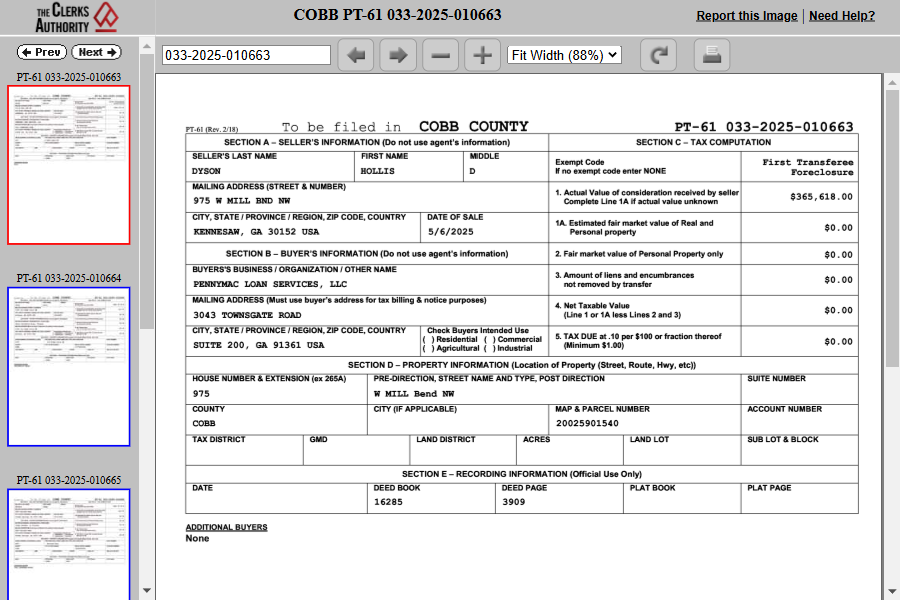 THE CLERKS
AUTHORITY
COBB PT-61 033-2025-010663
Report this Image | Need Help?
Prev Next
033-2025-010663
Fit Width (88%)
PT-61 033-2025-010663
PT-61 033-2025-010664
PT-61 033-2025-010665
PT-61 (Rev. 2/18) To be filed in COBB COUNTY PT-61 033-2025-010663
SECTION A – SELLER'S INFORMATION (Do not use agent's information)
SELLER'S LAST NAME FIRST NAME MIDDLE
DYSON HOLLIS D
MAILING ADDRESS (STREET & NUMBER)
975 W MILL BND NW
CITY, STATE / PROVINCE / REGION, ZIP CODE, COUNTRY DATE OF SALE
KENNESAW, GA 30152 USA 5/6/2025
SECTION B – BUYER'S INFORMATION (Do not use agent's information)
BUYERS'S BUSINESS / ORGANIZATION / OTHER NAME
PENNYMAC LOAN SERVICES, LLC
MAILING ADDRESS (Must use buyer's address for tax billing & notice purposes)
3043 TOWNSGATE ROAD
CITY, STATE / PROVINCE / REGION, ZIP CODE, COUNTRY
SUITE 200, GA 91361 USA
Check Buyers Intended Use
( ) Residential ( ) Commercial
( ) Agricultural ( ) Industrial
SECTION C – TAX COMPUTATION
Exempt Code
If no exempt code enter NONE
First Transferee
Foreclosure
1. Actual Value of consideration received by seller
Complete Line 1A if actual value unknown
$365,618.00
1A. Estimated fair market value of Real and
Personal property
$0.00
2. Fair market value of Personal Property only $0.00
3. Amount of liens and encumbrances
not removed by transfer
$0.00
4. Net Taxable Value
(Line 1 or 1A less Lines 2 and 3)
$0.00
5. TAX DUE at .10 per $100 or fraction thereof
(Minimum $1.00)
$0.00
SECTION D – PROPERTY INFORMATION (Location of Property (Street, Route, Hwy, etc))
HOUSE NUMBER & EXTENSION (ex 265A) PRE-DIRECTION, STREET NAME AND TYPE, POST DIRECTION SUITE NUMBER
975 W MILL Bend NW
COUNTY CITY (IF APPLICABLE) MAP & PARCEL NUMBER ACCOUNT NUMBER
COBB 20025901540
TAX DISTRICT GMD LAND DISTRICT ACRES LAND LOT SUB LOT & BLOCK
SECTION E – RECORDING INFORMATION (Official Use Only)
DATE DEED BOOK DEED PAGE PLAT BOOK PLAT PAGE
16285 3909
ADDITIONAL BUYERS
None